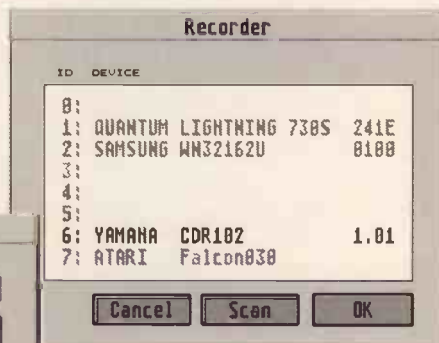 Recorder
ID DEVICE
0:
1: QUANTUM LIGHTNING 730S 241E
2: SAMSUNG WN32162U 0100
3:
4:
5:
6: YAMAHA CDR102 1.01
7: ATARI Falcon030
Cancel Scan OK